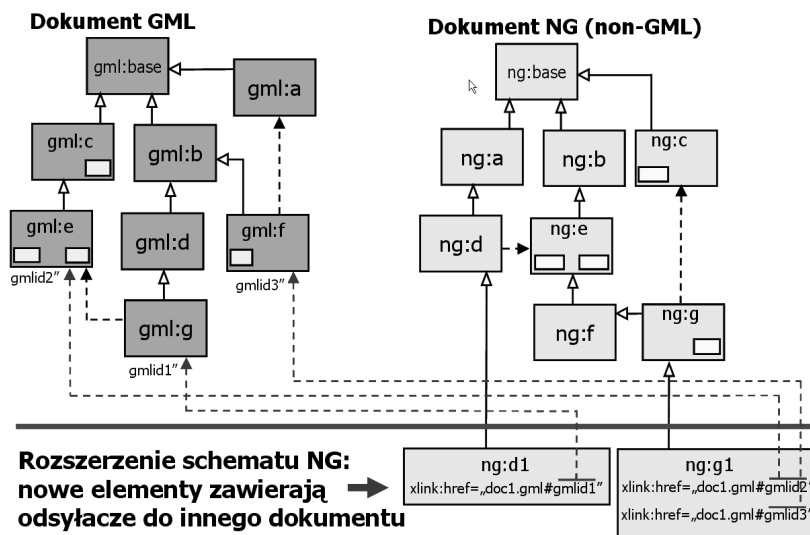 Dokument GML
Dokument NG (non-GML)
gml:base
gml:a
gml:c
gml:b
gml:e
gml:d
gml:f
gmlid2”
gmlid3”
gml:g
gmlid1”
ng:base
ng:a
ng:b
ng:c
ng:d
ng:e
ng:f
ng:g
Rozszerzenie schematu NG:
nowe elementy zawierają
odsyłacze do innego dokumentu
ng:d1
xlink:href=„doc1.gml#gmlid1”
ng:g1
xlink:href=„doc1.gml#gmlid2”
xlink:href=„doc1.gml#gmlid3”